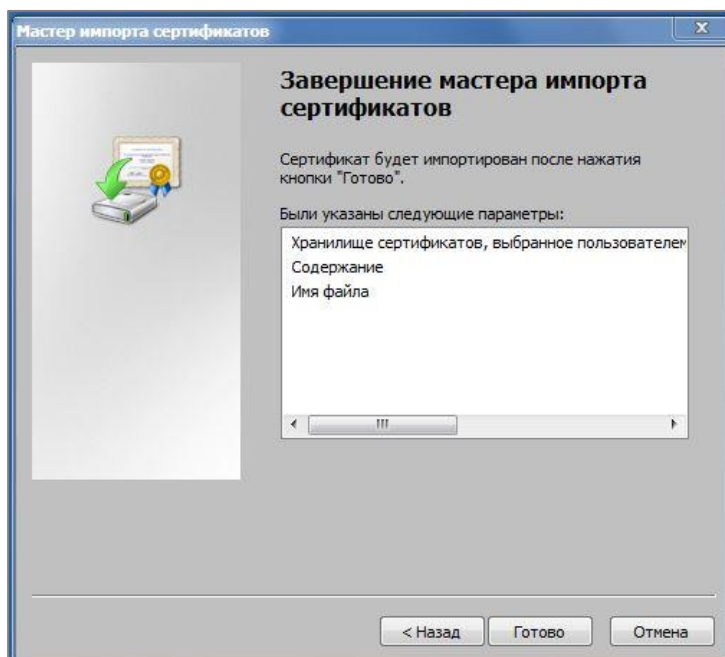 Мастер импорта сертификатов
Завершение мастера импорта
сертификатов
Сертификат будет импортирован после нажатия
кнопки "Готово".
Были указаны следующие параметры:
Хранилище сертификатов, выбранное пользователем
Содержание
Имя файла
< Назад
Готово
Отмена